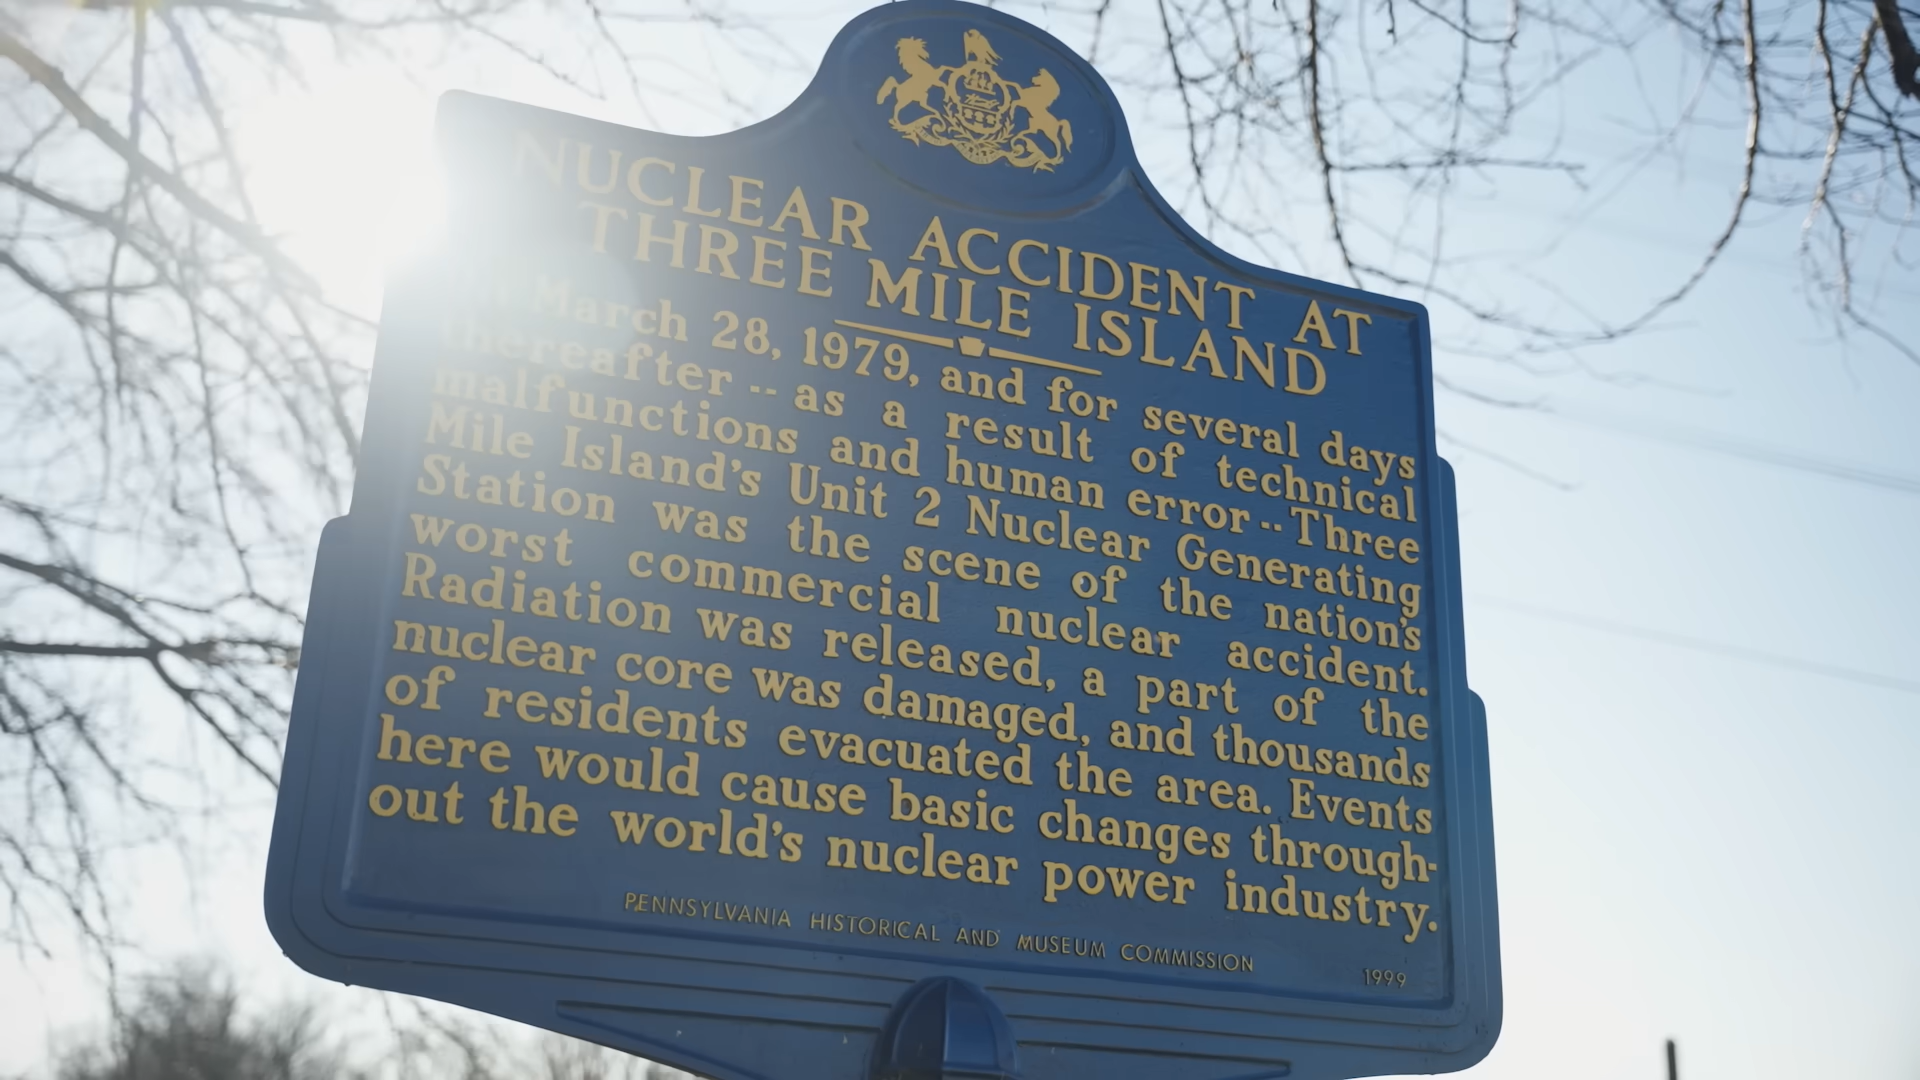 NUCLEAR ACCIDENT AT
THREE MILE ISLAND
March 28, 1979, and for several days
thereafter -- as a result of technical
malfunctions and human error -- Three
Mile Island's Unit 2 Nuclear Generating
Station was the scene of the nation's
worst commercial nuclear accident.
Radiation was released, a part of the
nuclear core was damaged, and thousands
of residents evacuated the area. Events
here would cause basic changes through-
out the world's nuclear power industry.
PENNSYLVANIA HISTORICAL AND MUSEUM COMMISSION
1999